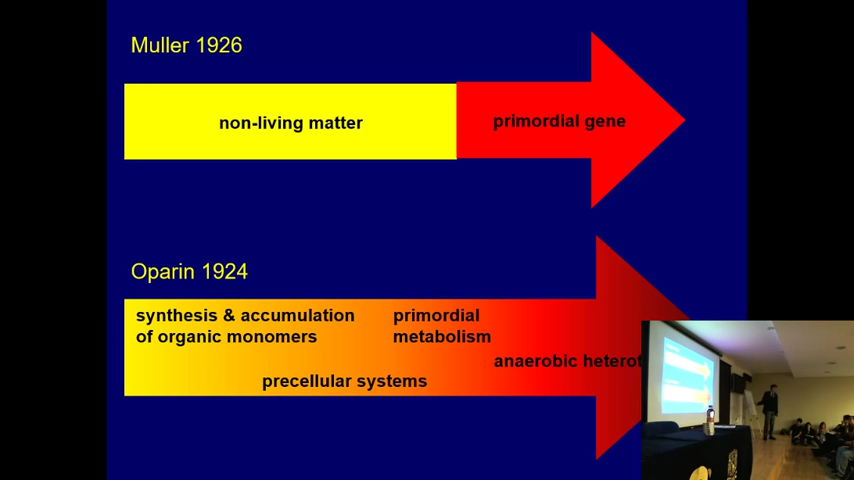 Muller 1926
non-living matter
primordial gene
Oparin 1924
synthesis & accumulation
of organic monomers
primordial
metabolism
anaerobic
precellular systems